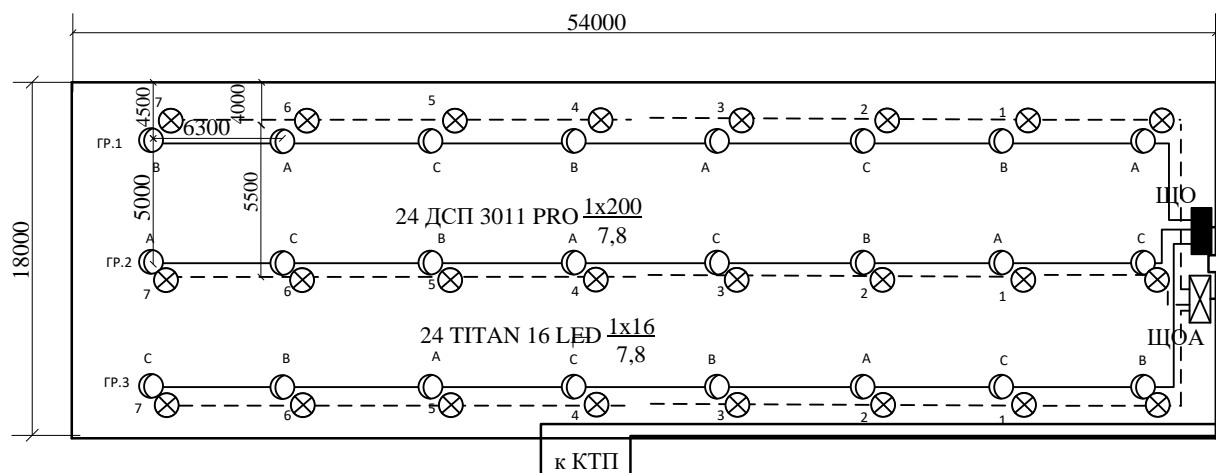 54000
18000
4500
4000
7 6 5 4 3 2 1
6300
ГР.1
В А С В А С В А
5000
5500
ЩО
24 ДСП 3011 PRO 1x200
7,8
А С В А С В А С
ГР.2
7 6 5 4 3 2 1
24 TITAN 16 LED 1x16
7,8
ЩОА
С В А С В А С В
ГР.3
7 6 5 4 3 2 1
к КТП